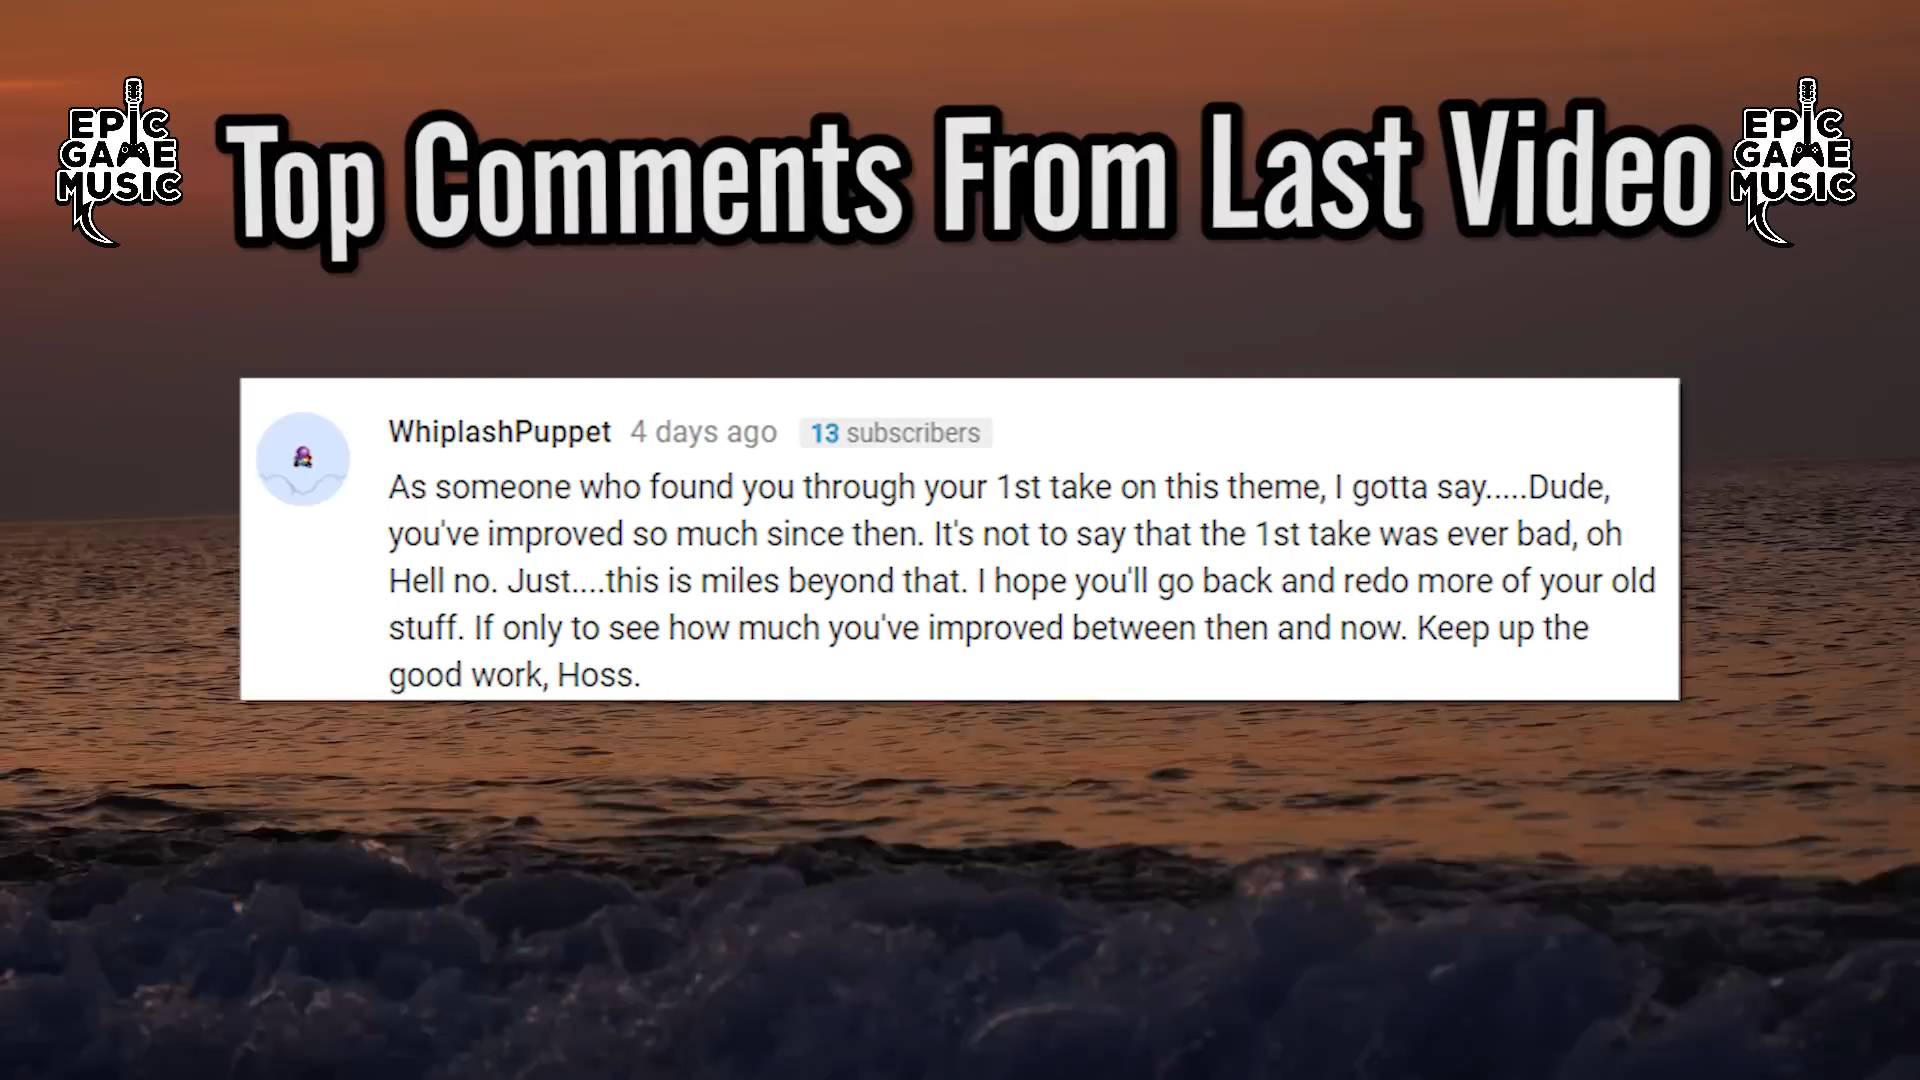 EPIC
GAME
MUSIC
Top Comments From Last Video
EPIC
GAME
MUSIC
WhiplashPuppet 4 days ago 13 subscribers
As someone who found you through your 1st take on this theme, I gotta say.....Dude,
you've improved so much since then. It's not to say that the 1st take was ever bad, oh
Hell no. Just....this is miles beyond that. I hope you'll go back and redo more of your old
stuff. If only to see how much you've improved between then and now. Keep up the
good work, Hoss.